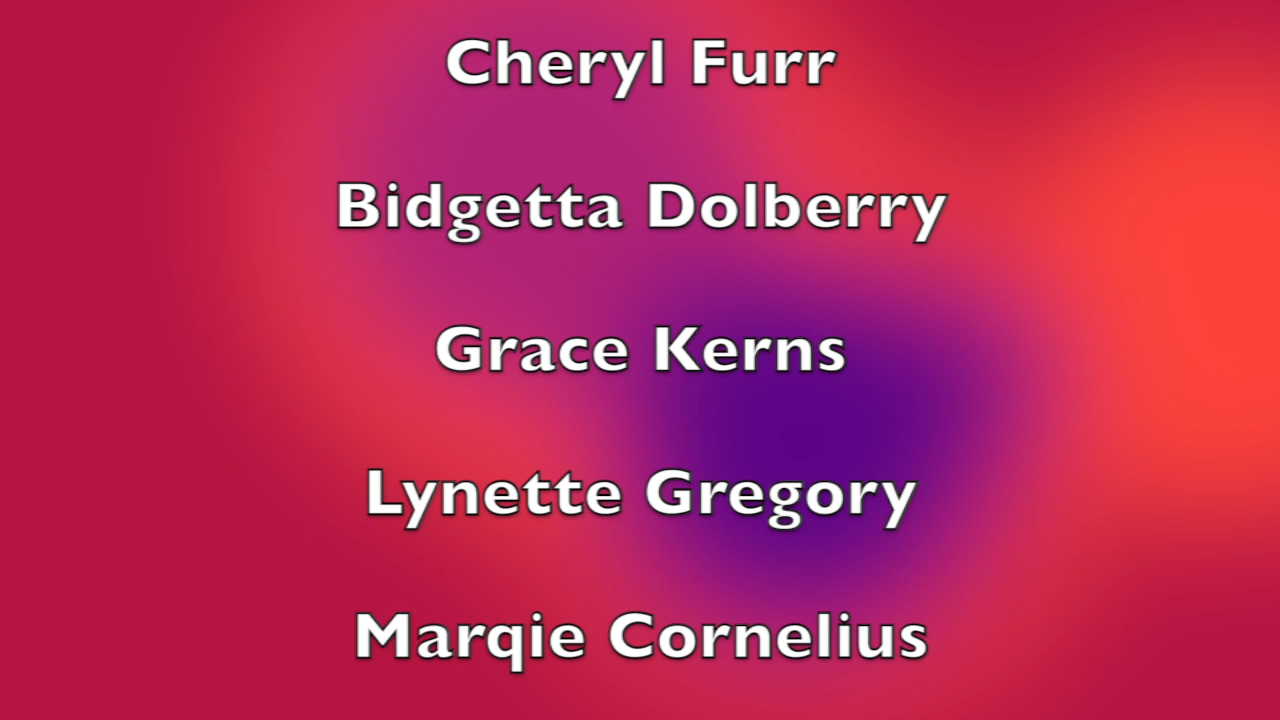 Cheryl Furr
Bidgetta Dolberry
Grace Kerns
Lynette Gregory
Marqie Cornelius